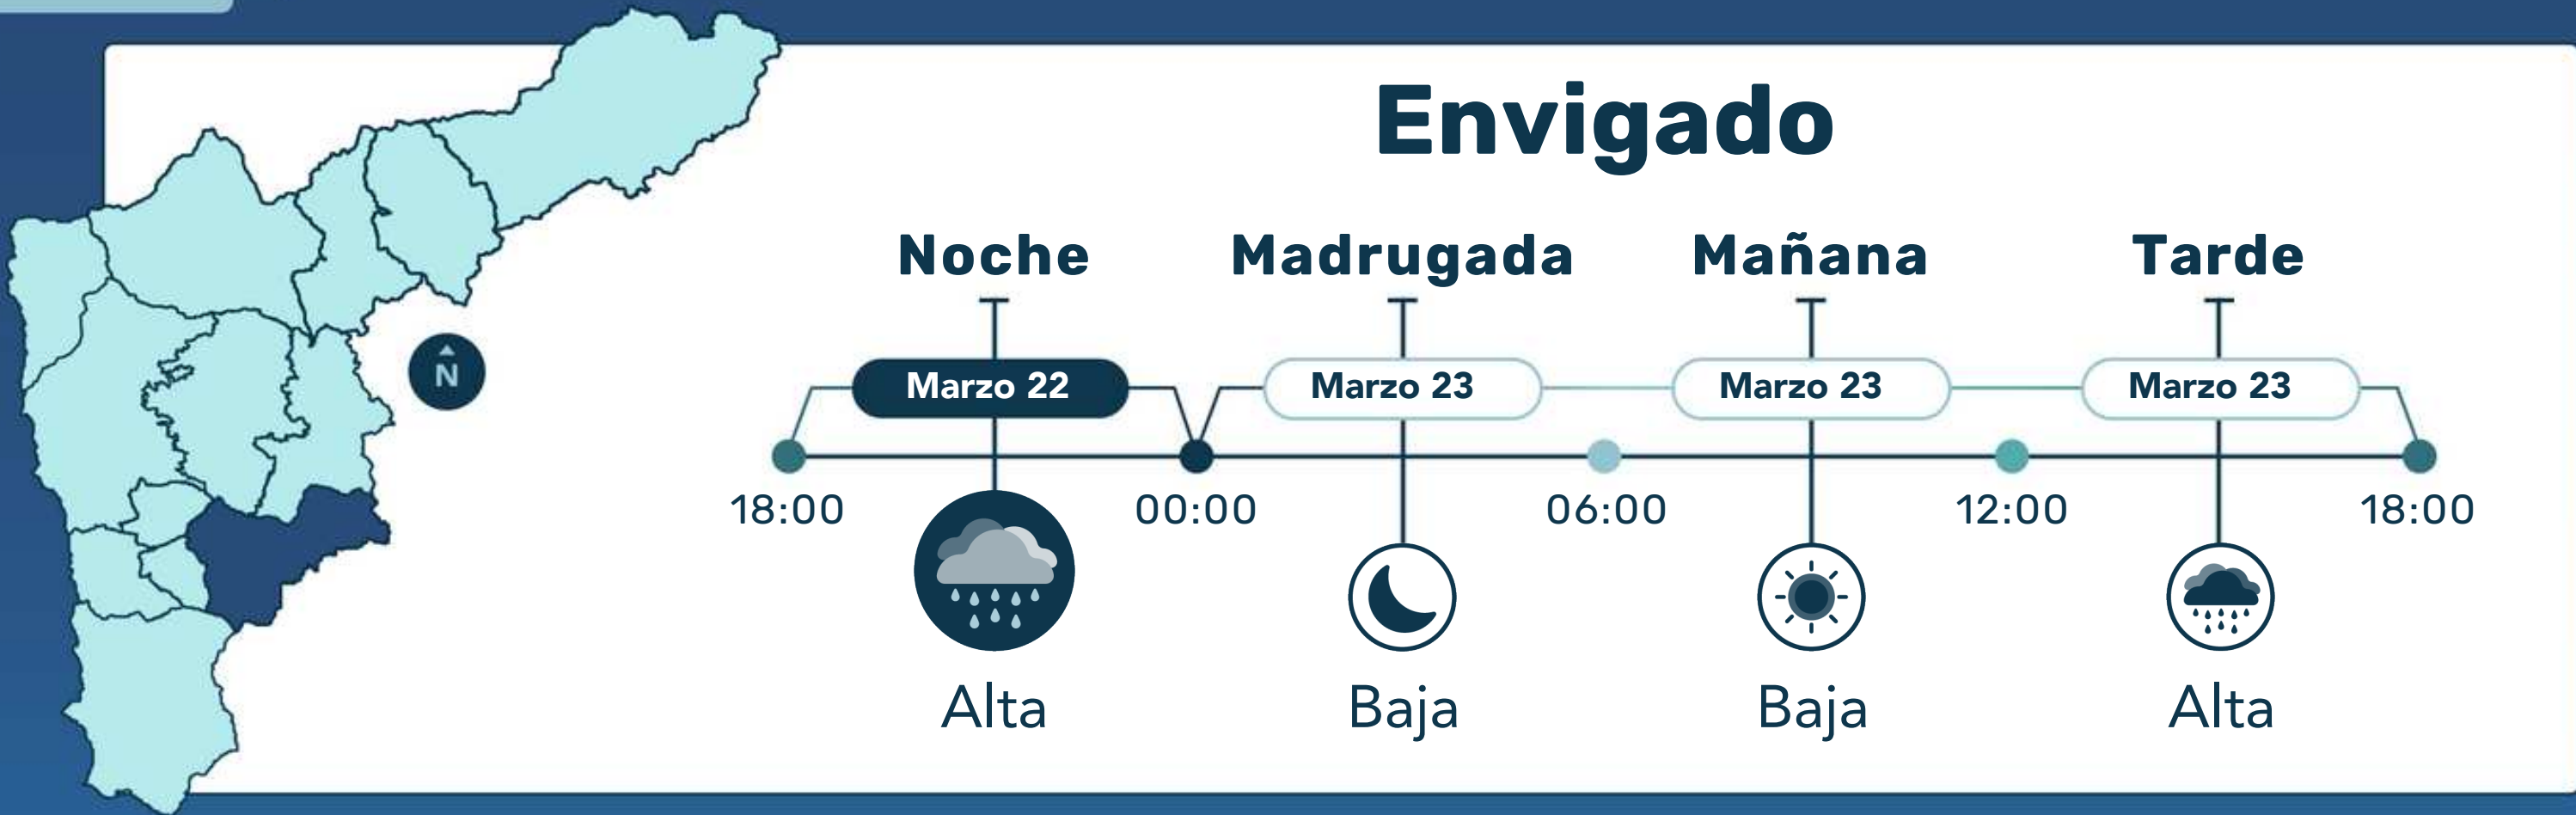 Envigado
Noche Madrugada Mañana Tarde
Marzo 22 Marzo 23 Marzo 23 Marzo 23
N
18:00 00:00 06:00 12:00 18:00
Alta Baja Baja Alta